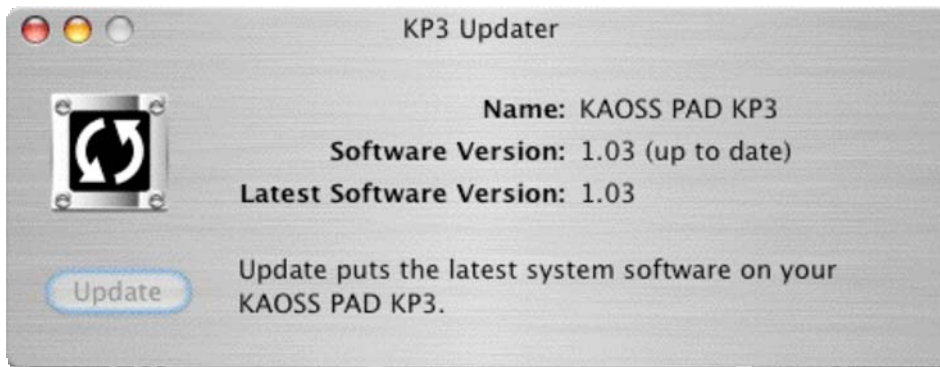 KP3 Updater
Name: KAOSS PAD KP3
Software Version: 1.03 (up to date)
Latest Software Version: 1.03
Update
Update puts the latest system software on your
KAOSS PAD KP3.